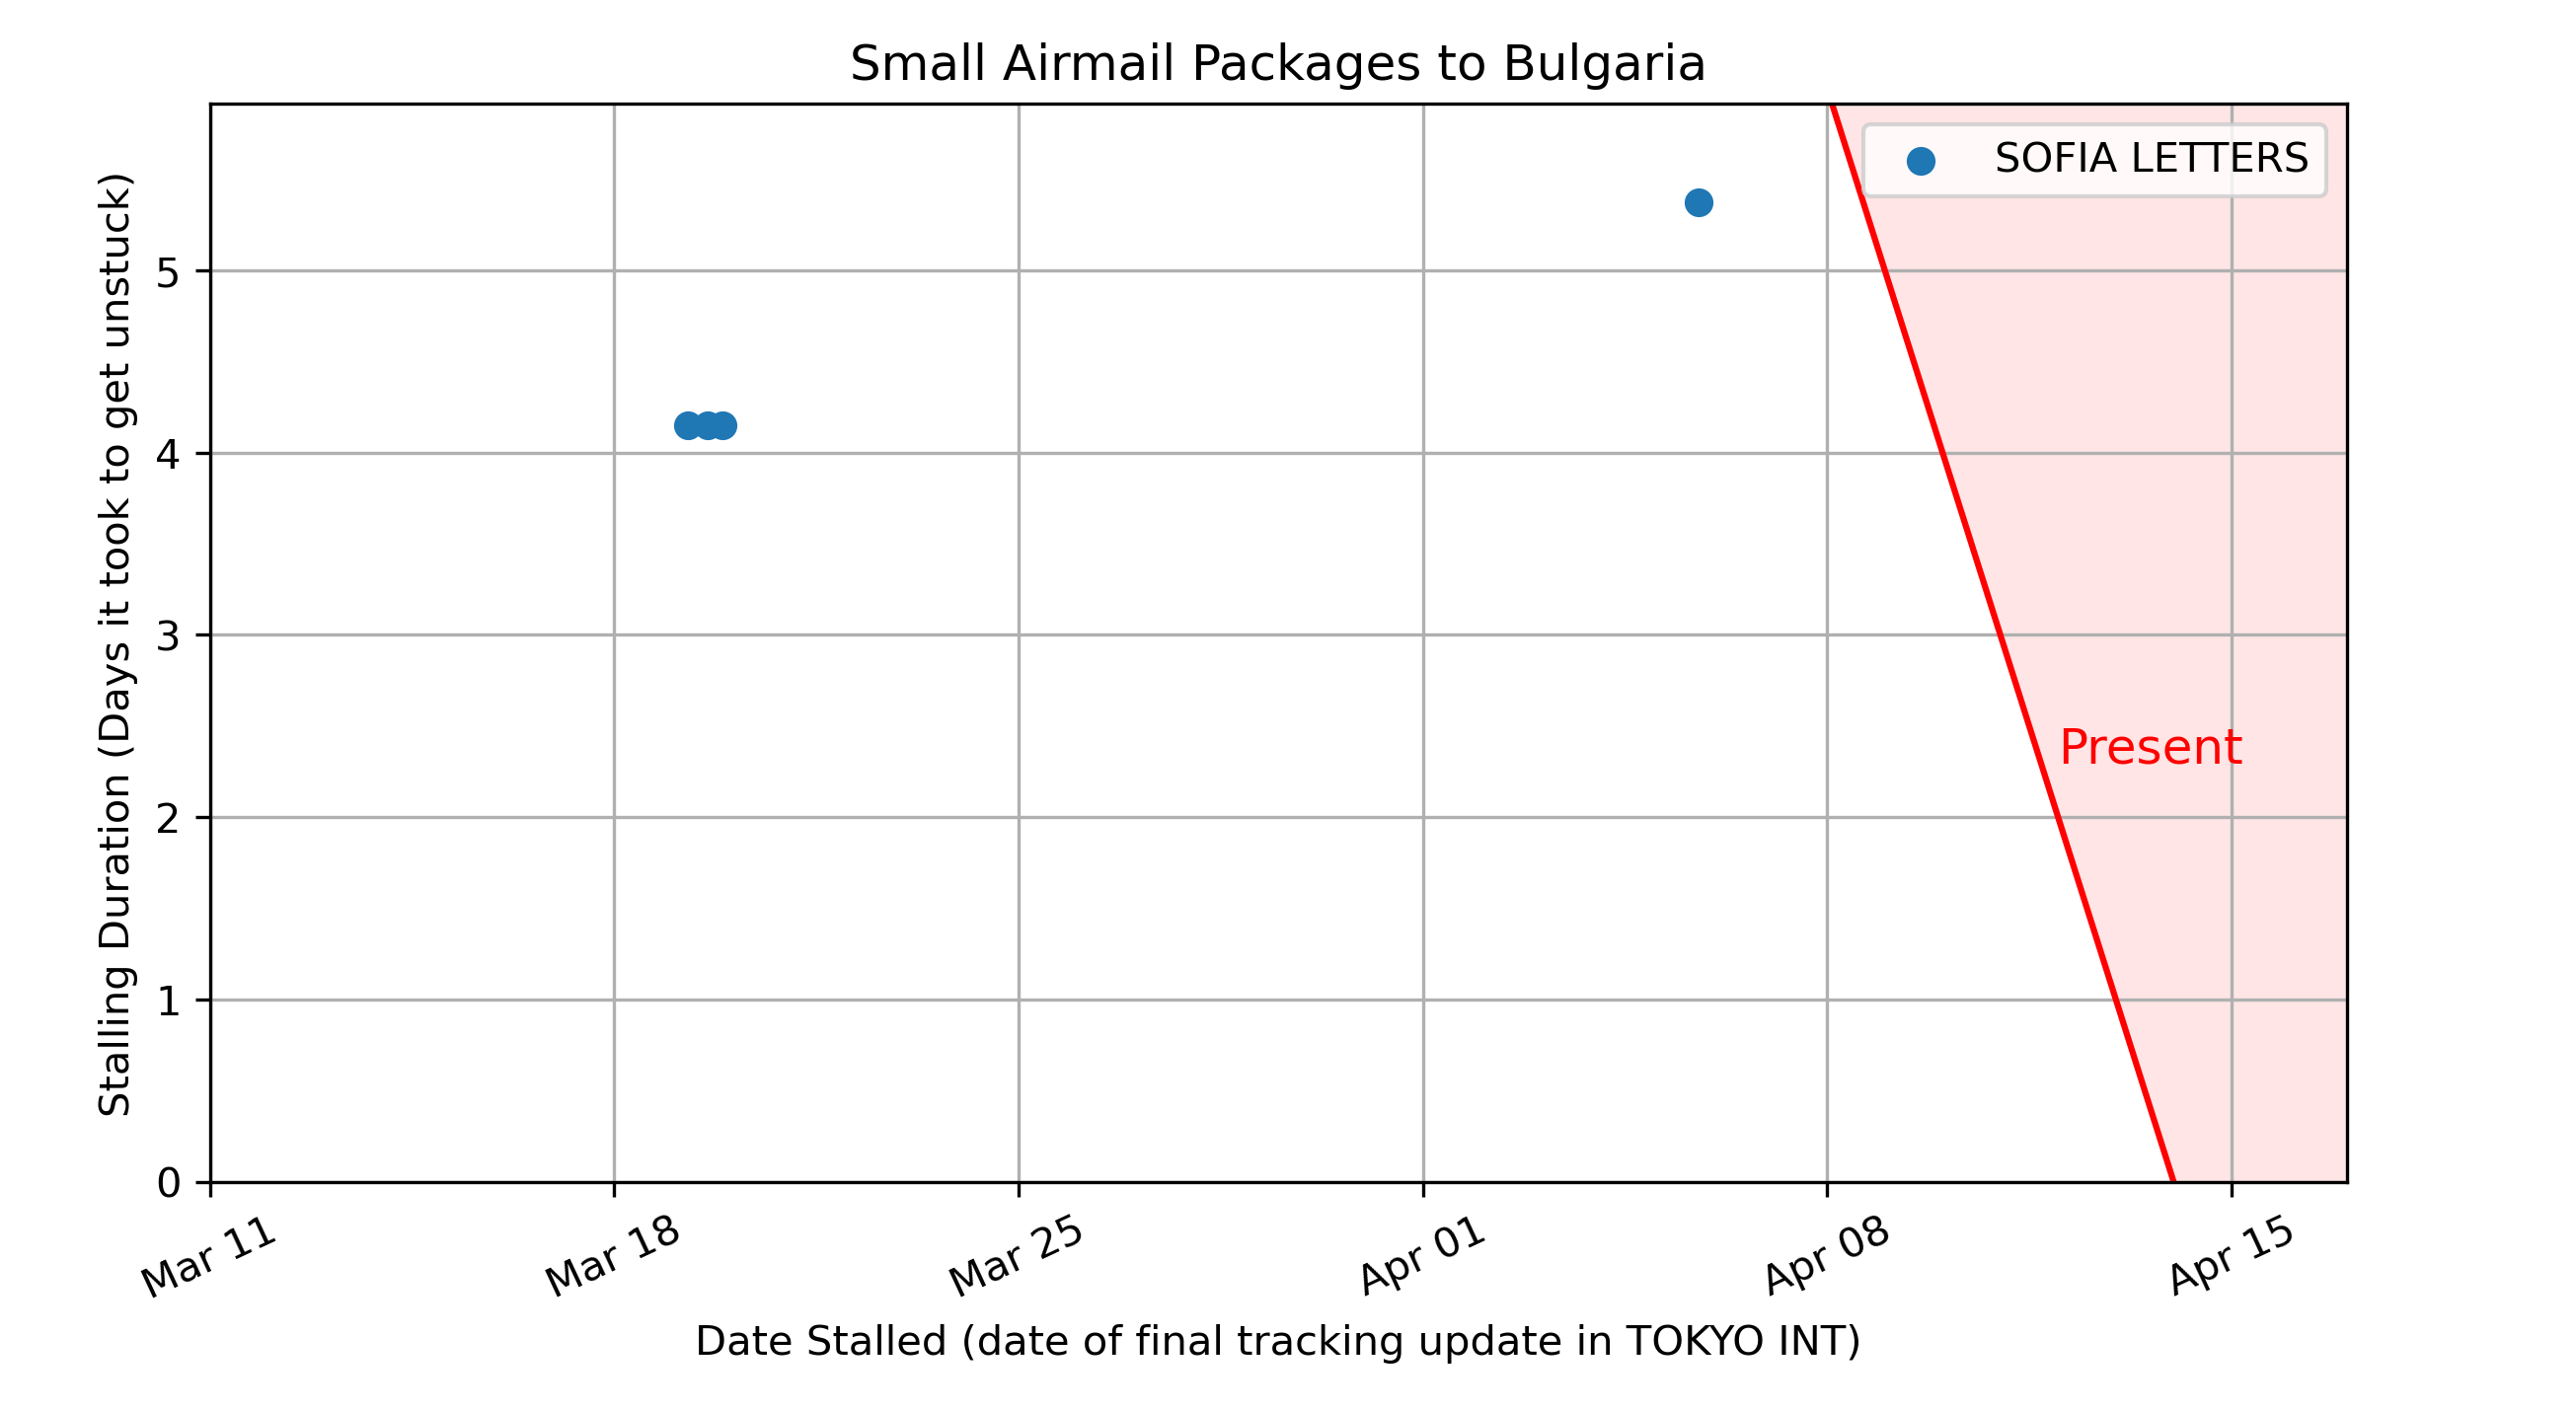 Small Airmail Packages to Bulgaria
SOFIA LETTERS
Stalling Duration (Days it took to get unstuck)
5
4
3
2
1
0
Present
Mar 11
Mar 18
Mar 25
Apr 01
Apr 08
Apr 15
Date Stalled (date of final tracking update in TOKYO INT)